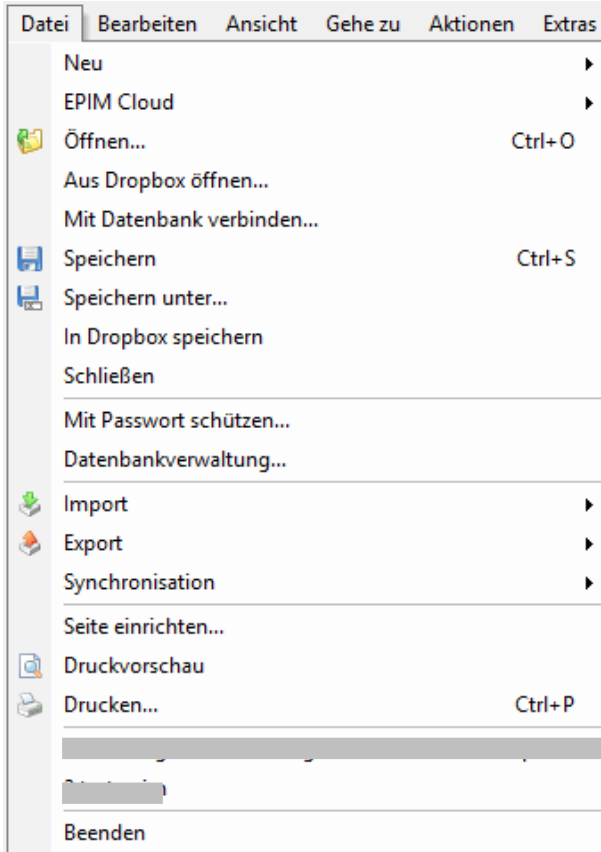 Datei Bearbeiten Ansicht Gehe zu Aktionen Extras
Neu
EPIM Cloud
Öffnen... Ctrl+O
Aus Dropbox öffnen...
Mit Datenbank verbinden...
Speichern Ctrl+S
Speichern unter...
In Dropbox speichern
Schließen
Mit Passwort schützen...
Datenbankverwaltung...
Import
Export
Synchronisation
Seite einrichten...
Druckvorschau
Drucken... Ctrl+P
Beenden